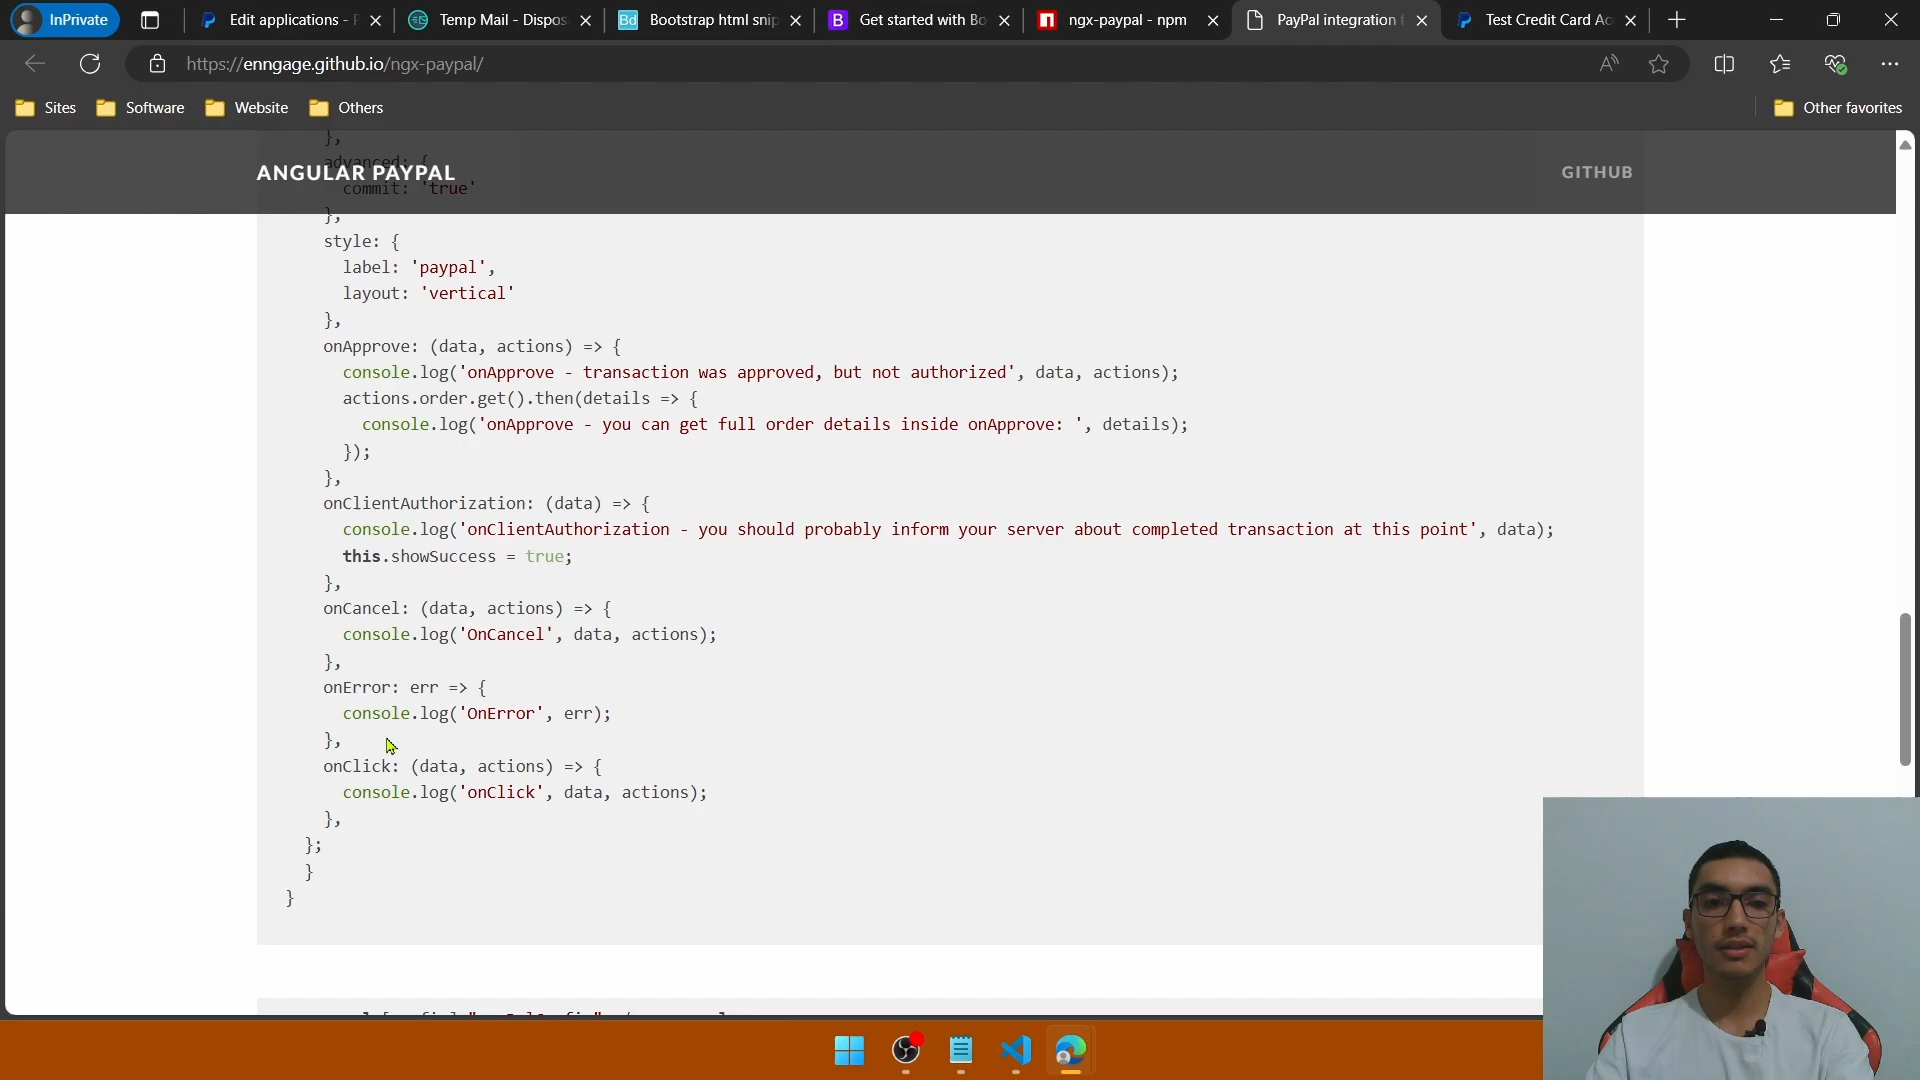 InPrivate
Edit applications - P
Temp Mail - Dispos
Bd
Bootstrap html snip
B
Get started with Bo
ngx-paypal - npm
PayPal integration f
Test Credit Card Ac
https://enngage.github.io/ngx-paypal/
Sites
Software
Website
Others
Other favorites
},
advanced: {
ANGULAR PAYPAL
GITHUB
commit: 'true'
},
style: {
label: 'paypal',
layout: 'vertical'
},
onApprove: (data, actions) => {
console.log('onApprove - transaction was approved, but not authorized', data, actions);
actions.order.get().then(details => {
console.log('onApprove - you can get full order details inside onApprove: ', details);
});
},
onClientAuthorization: (data) => {
console.log('onClientAuthorization - you should probably inform your server about completed transaction at this point', data);
this.showSuccess = true;
},
onCancel: (data, actions) => {
console.log('OnCancel', data, actions);
},
onError: err => {
console.log('OnError', err);
},
onClick: (data, actions) => {
console.log('onClick', data, actions);
},
};
}
}